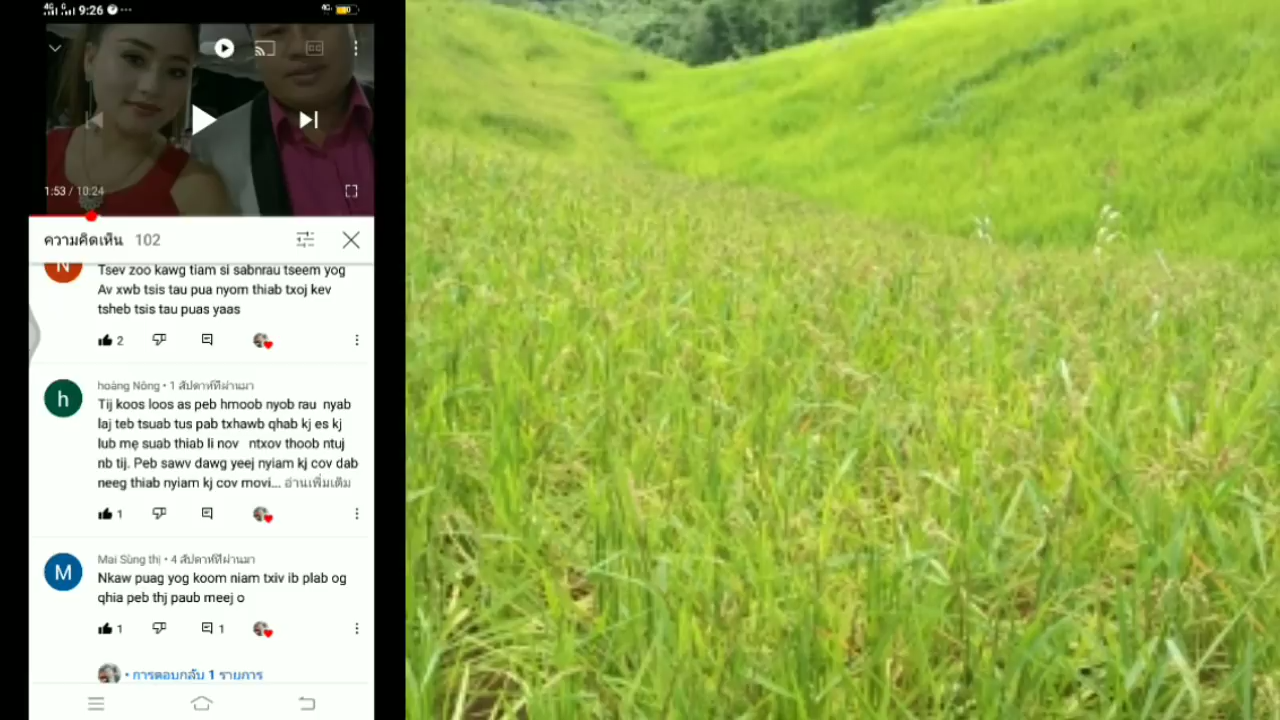 4G G 9:26 4G
1:53 / 10:24
ความคิดเห็น 102
N
Tsev zoo kawg tiam si sabnrau tseem yog
Av xwb tsis tau pua nyom thiab txoj kev
tsheb tsis tau puas yaas
2
h
hoàng Nông • 1 สัปดาห์ที่ผ่านมา
Tij koos loos as peb hmoob nyob rau nyab
laj teb tsuab tus pab txhawb qhab kj es kj
lub mẹ suab thiab li nov ntxov thoob ntuj
nb tij. Peb sawv dawg yeej nyiam kj cov dab
neeg thiab nyiam kj cov movi... อ่านเพิ่มเติม
1
M
Mai Sùng thị • 4 สัปดาห์ที่ผ่านมา
Nkaw puag yog koom niam txiv ib plab og
qhia peb thj paub meej o
1 1
• การตอบกลับ 1 รายการ